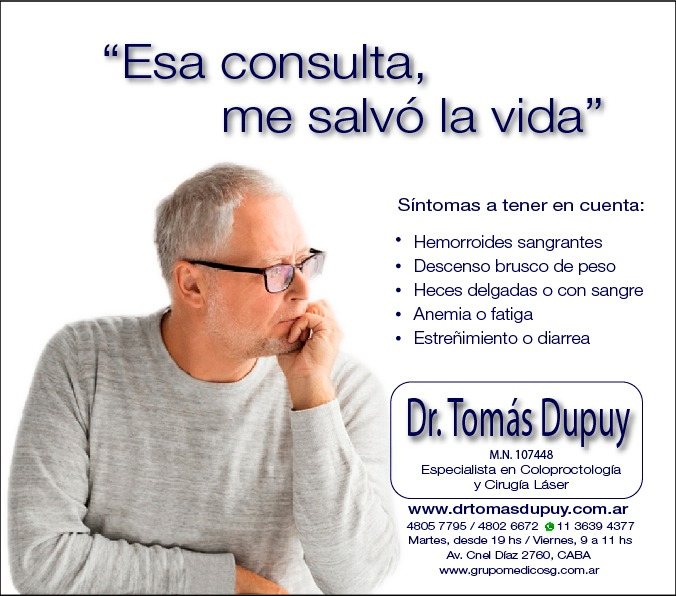 “Esa consulta,
me salvó la vida”
Síntomas a tener en cuenta:
• Hemorroides sangrantes
• Descenso brusco de peso
• Heces delgadas o con sangre
• Anemia o fatiga
• Estreñimiento o diarrea
Dr. Tomás Dupuy
M.N. 107448
Especialista en Coloproctología
y Cirugía Láser
www.drtomasdupuy.com.ar
4805 7795 / 4802 6672 11 3639 4377
Martes, desde 19 hs / Viernes, 9 a 11 hs
Av. Cnel Díaz 2760, CABA
www.grupomedicosg.com.ar